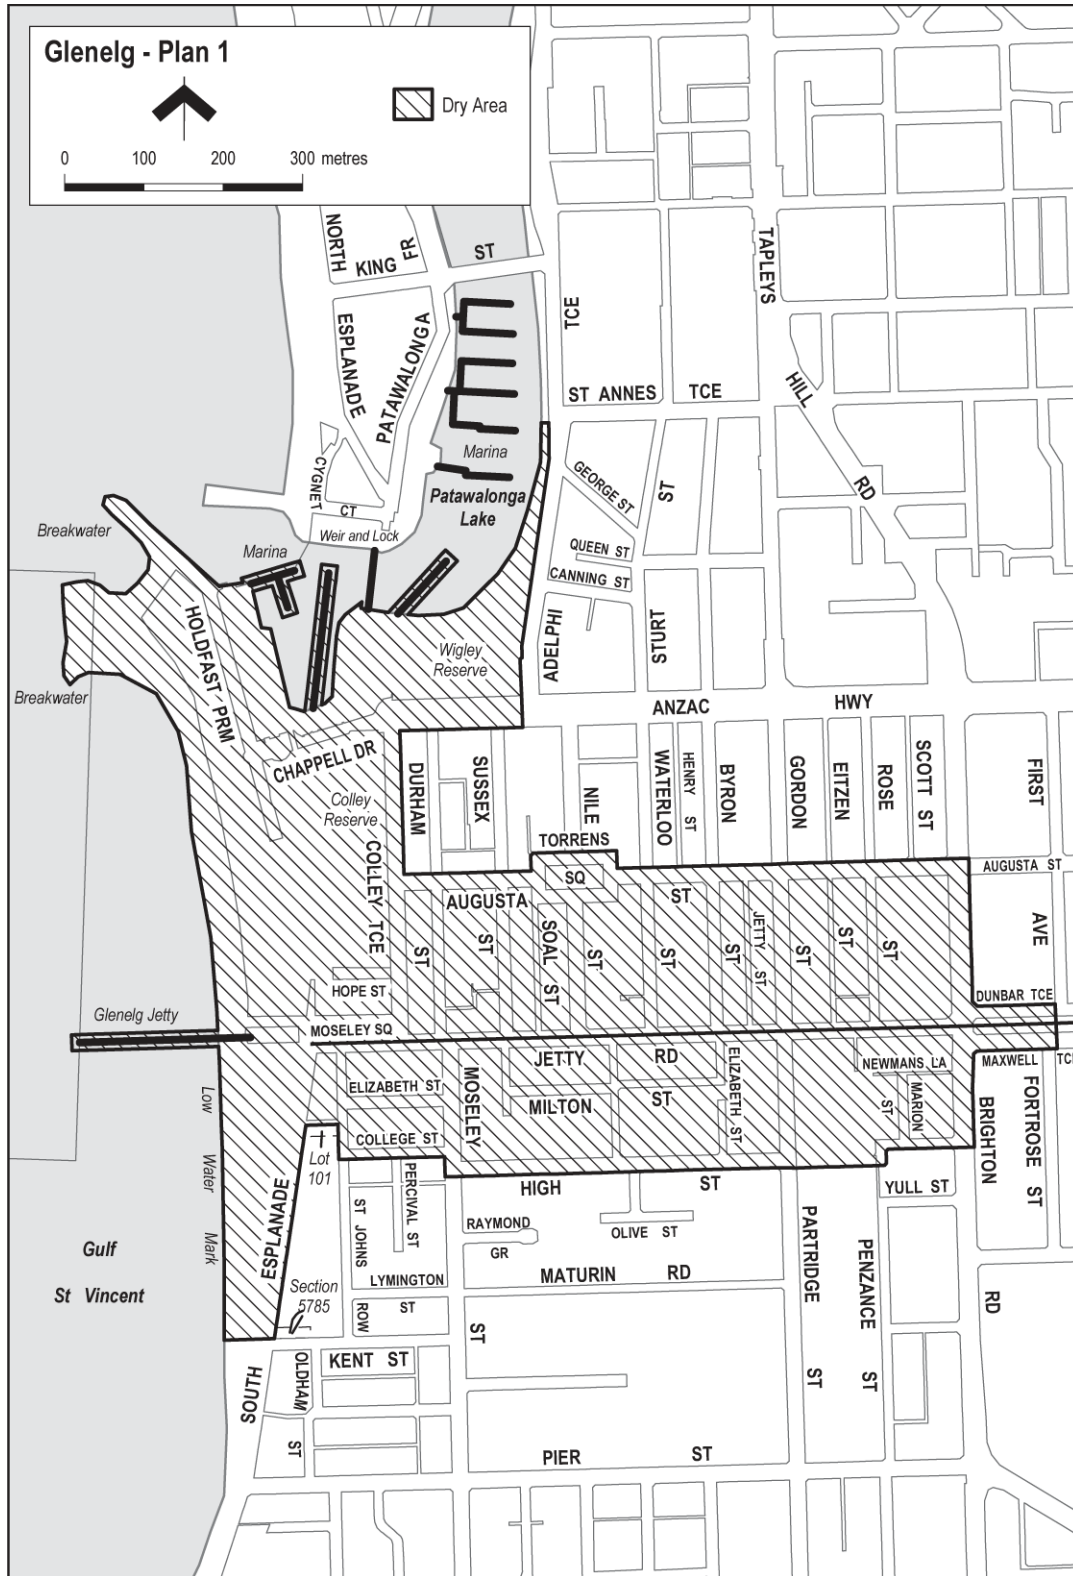 Glenelg - Plan 1
Dry Area
0 100 200 300 metres
NORTH
KING
FR
ST
TAPLEYS
TCE
ESPLANADE
PATAWALONGA
ST ANNES TCE
HILL
RD
Marina
Patawalonga
Lake
CYGNET
CT
GEORGE ST
ST
Breakwater
Marina
Weir and Lock
QUEEN ST
CANNING ST
HOLDFAST PRM
Wigley
Reserve
ADELPHI
STURT
Breakwater
ANZAC HWY
CHAPPELL DR
Colley
Reserve
DURHAM
SUSSEX
NILE
WATERLOO
HENRY ST
BYRON
GORDON
EITZEN
ROSE
SCOTT ST
FIRST
TORRENS
SQ
COLLEY TCE
AUGUSTA ST
AUGUSTA ST
ST
ST
SOAL ST
ST
ST
ST
JETTY ST
ST
ST
ST
AVE
HOPE ST
DUNBAR TCE
Glenelg Jetty
MOSELEY SQ
JETTY RD
NEWMANS LA
MAXWELL TCE
ELIZABETH ST
MOSELEY
MILTON ST
ELIZABETH ST
ST
MARION
BRIGHTON
FORTROSE ST
COLLEGE ST
Low Water Mark
Lot
101
PERCIVAL ST
HIGH ST
YULL ST
ESPLANADE
ST JOHNS
RAYMOND
GR
OLIVE ST
PARTRIDGE
PENZANCE
Gulf
St Vincent
Section
5785
LYMINGTON
ST
ROW
MATURIN RD
RD
ST
SOUTH
OLDHAM
ST
KENT ST
ST
ST
PIER ST